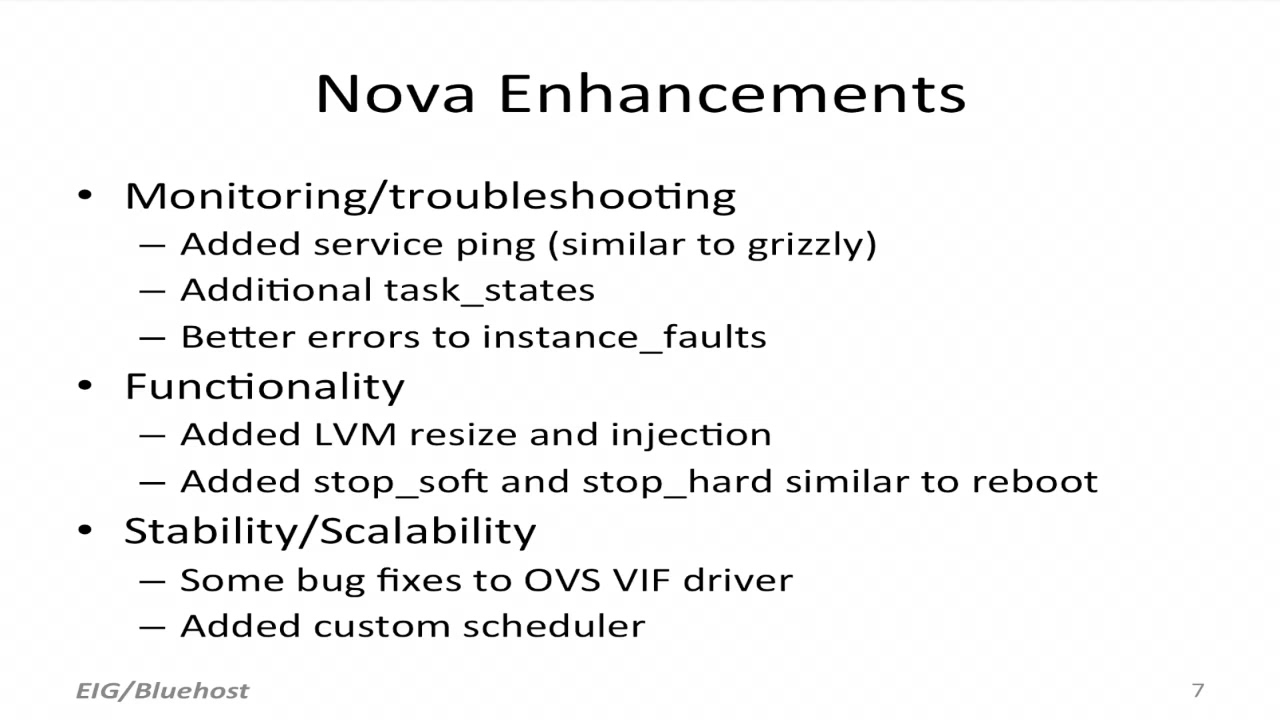 Nova Enhancements
• Monitoring/troubleshooting
– Added service ping (similar to grizzly)
– Additional task_states
– Better errors to instance_faults
• Functionality
– Added LVM resize and injection
– Added stop_soft and stop_hard similar to reboot
• Stability/Scalability
– Some bug fixes to OVS VIF driver
– Added custom scheduler
EIG/Bluehost
7